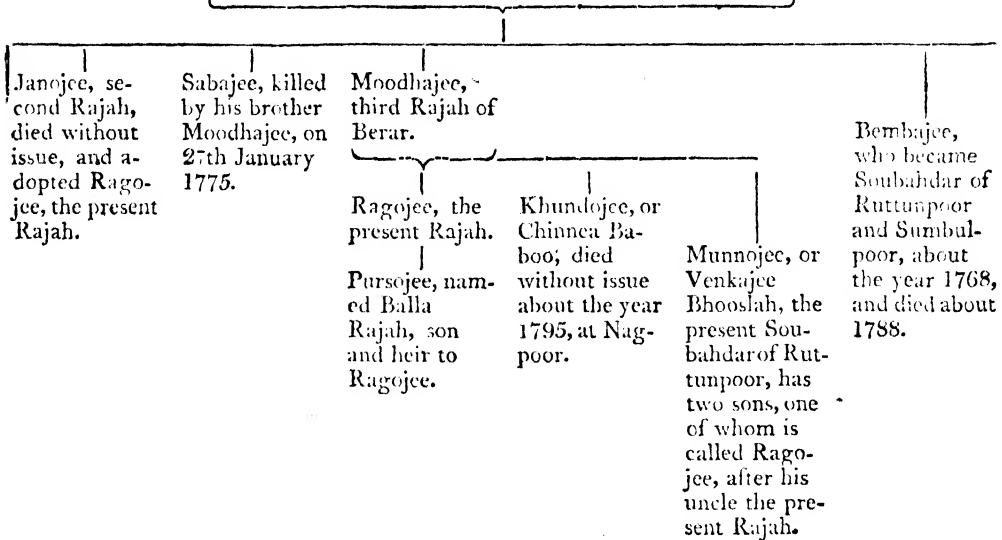 Janojee, se-
cond Rajah,
died without
issue, and a-
dopted Rago-
jee, the present
Rajah.
Sabajee, killed
by his brother
Moodhajee, on
27th January
1775.
Moodhajee,
third Rajah of
Berar.
Ragojee, the
present Rajah.
Pursojee, nam-
ed Balla
Rajah, son
and heir to
Ragojee.
Khundojee, or
Chinnea Ba-
boo; died
without issue
about the year
1795, at Nag-
poor.
Munnojee, or
Venkajee
Bhooslah, the
present Sou-
bahdar of Rut-
tunpoor, has
two sons, one
of whom is
called Rago-
jee, after his
uncle the pre-
sent Rajah.
Bembajee,
who became
Soubahdar of
Ruttunpoor
and Sumbul-
poor, about
the year 1768,
and died about
1788.